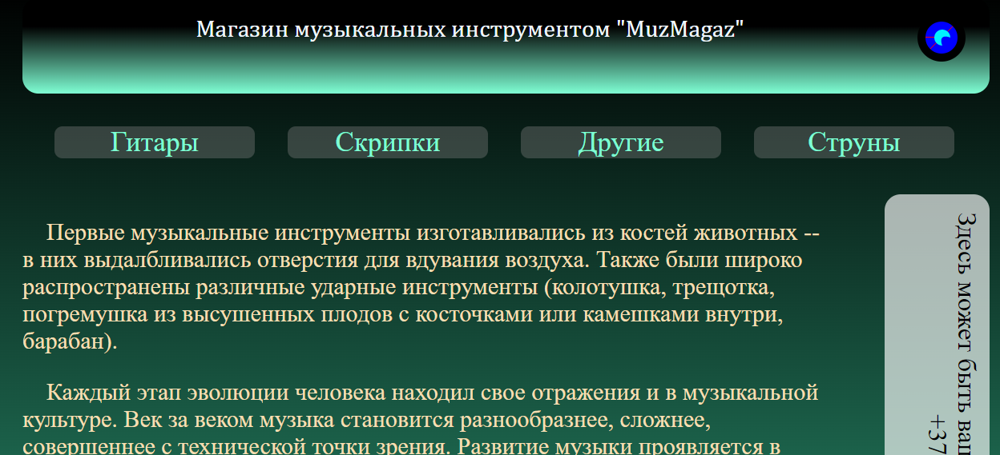 Магазин музыкальных инструментом "MuzMagaz"
Гитары
Скрипки
Другие
Струны
Первые музыкальные инструменты изготавливались из костей животных --
в них выдалбливались отверстия для вдувания воздуха. Также были широко
распространены различные ударные инструменты (колотушка, трещотка,
погремушка из высушенных плодов с косточками или камешками внутри,
барабан).
Каждый этап эволюции человека находил свое отражения и в музыкальной
культуре. Век за веком музыка становится разнообразнее, сложнее,
совершеннее с технической точки зрения. Развитие музыки проявляется в
Здесь может быть
+37